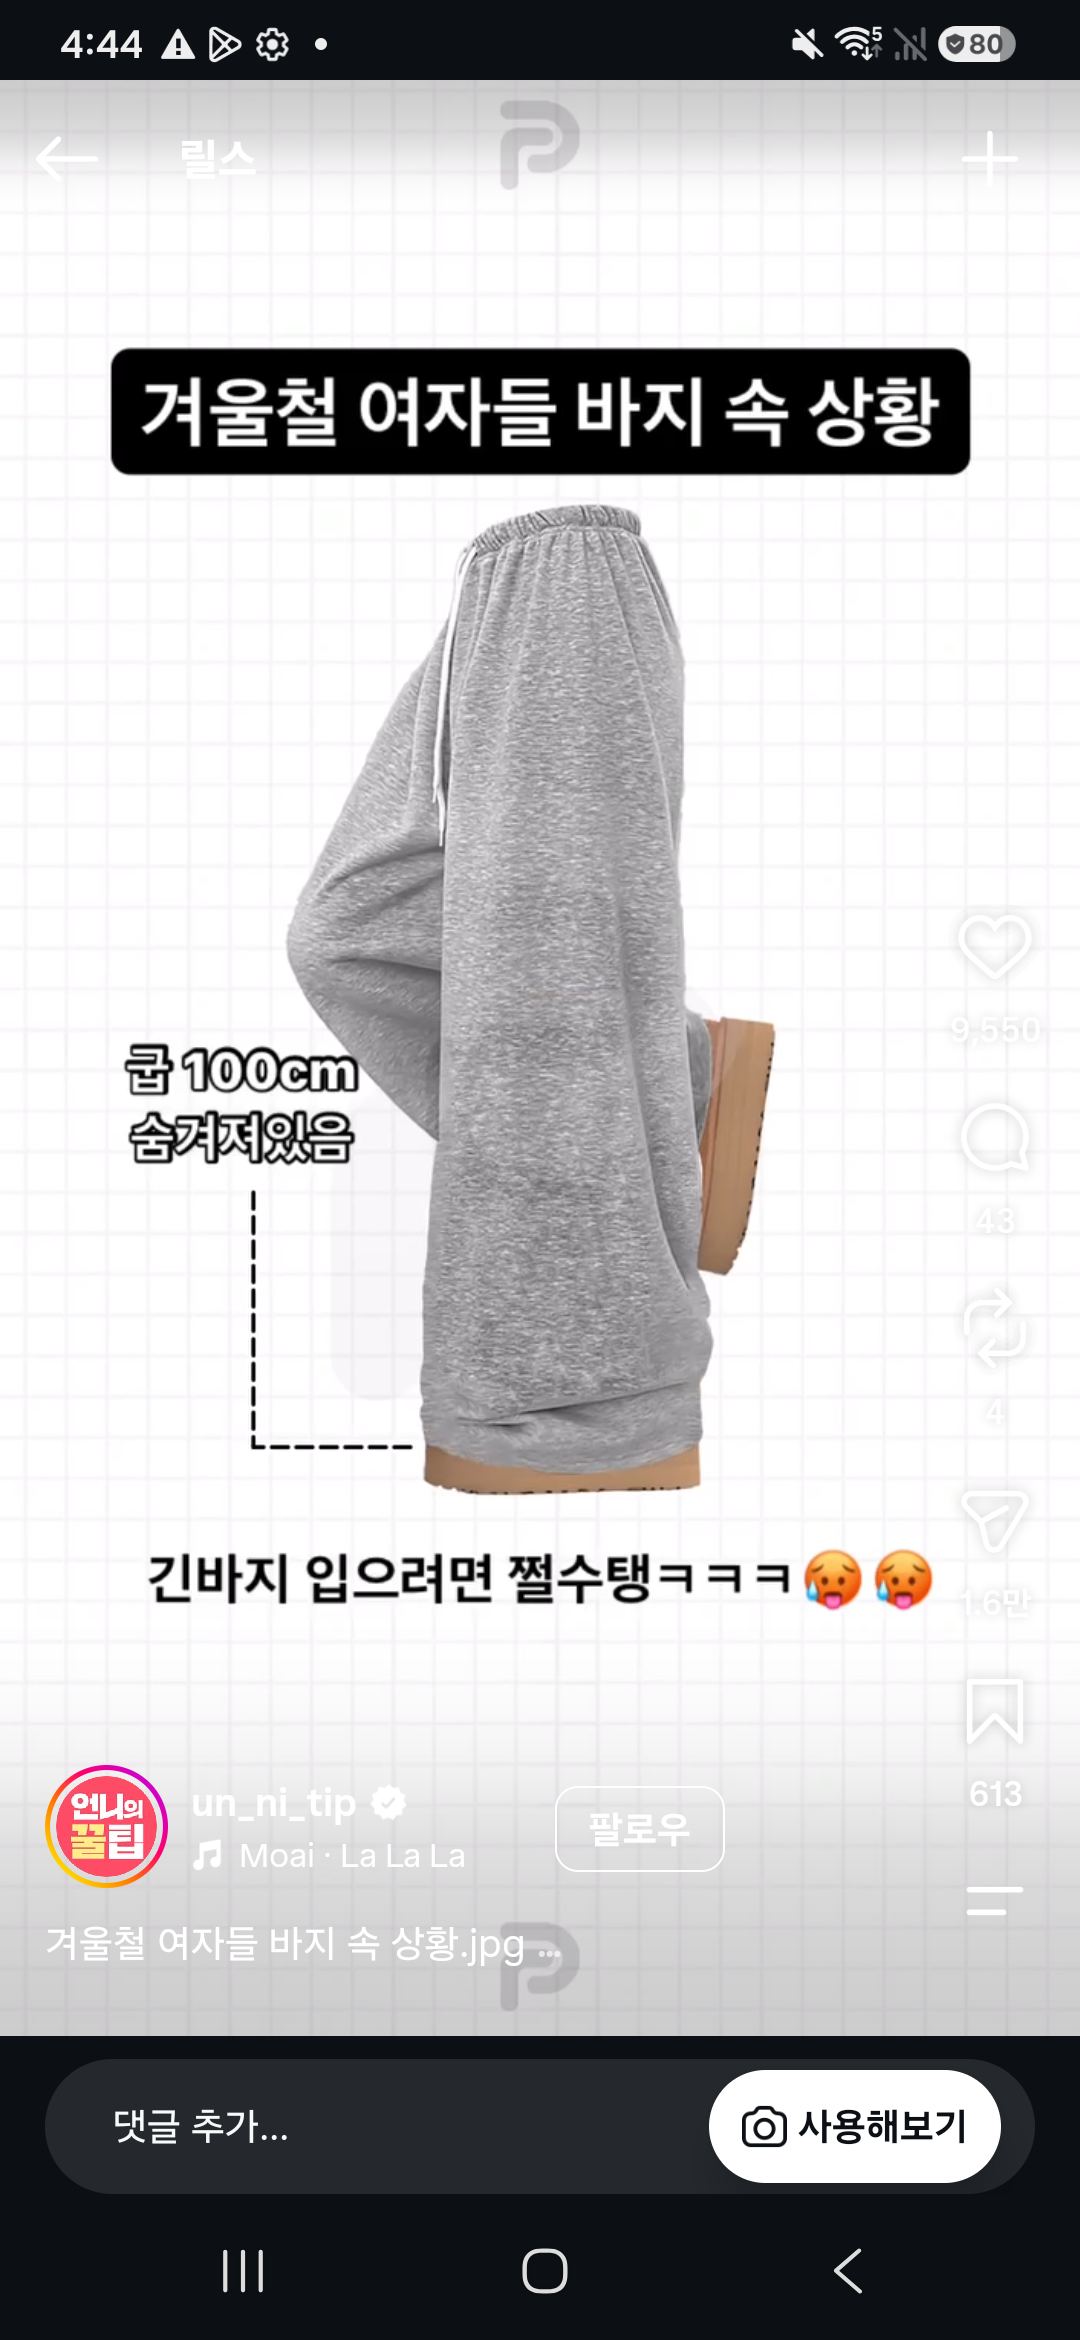 4:44
5
80
릴스
겨울철 여자들 바지 속 상황
굽 100cm
숨겨져있음
긴바지 입으려면 쩔수탱ㅋㅋㅋ🥵🥵
9,550
43
4
1.6만
613
언니의
꿀팁
un_ni_tip
팔로우
Moai · La La La
겨울철 여자들 바지 속 상황.jpg ...
댓글 추가...
사용해보기